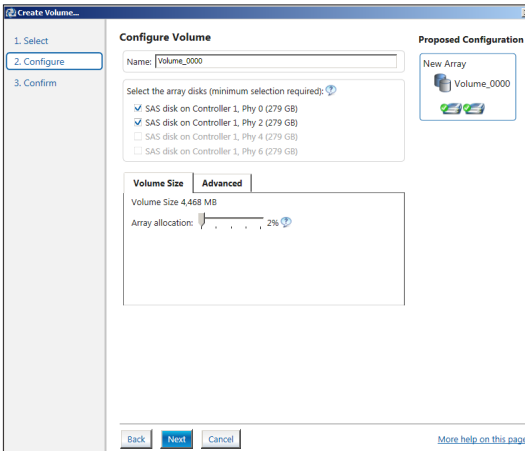 Create Volume...
1. Select
2. Configure
3. Confirm
Configure Volume
Name: Volume_0000
Select the array disks (minimum selection required):
SAS disk on Controller 1, Phy 0 (279 GB)
SAS disk on Controller 1, Phy 2 (279 GB)
SAS disk on Controller 1, Phy 4 (279 GB)
SAS disk on Controller 1, Phy 6 (279 GB)
Volume Size Advanced
Volume Size 4,468 MB
Array allocation: 2%
Proposed Configuration
New Array
Volume_0000
Back Next Cancel
More help on this page